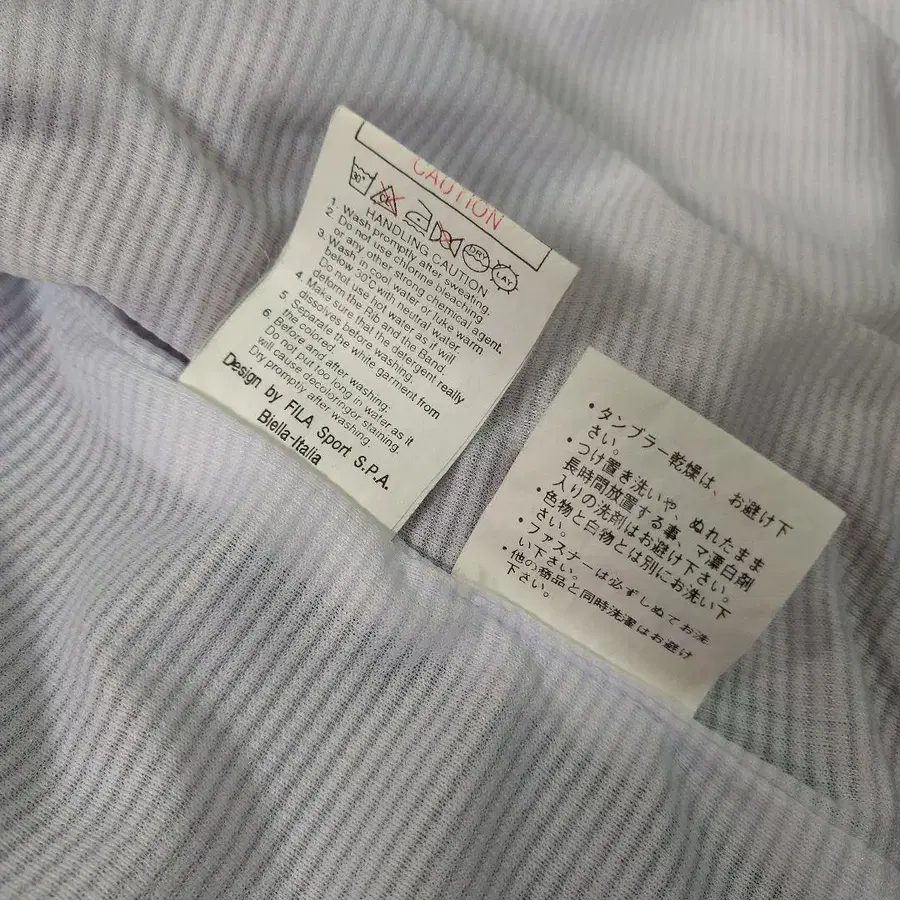 CAUTION
30°
CL
DRY
LAY
HANDLING CAUTION
1. Wash promptly after sweating.
2. Do not use chlorine bleaching
or any other strong chemical agent.
3. Wash in cool water or luke warm
below 30°C with neutral water.
Do not use hot water as it will
deform the Rib and the Band.
4. Make sure that the detergent really
dissolves before washing.
5. Separate the white garment from
the colored.
6. Before and after washing:
Do not put too long in water as it
will cause decoloringor staining.
Dry promptly after washing.
Design by FILA Sport S.P.A.
Biella-Italia
・タンブラー乾燥は、お避け下
さい。
・つけ置き洗いや、ぬれたまま
長時間放置する事、マ漂白剤
入りの洗剤はお避け下さい。
・色物と白物とは別にお洗い下
さい。
・ファスナーは必ずしめてお洗
い下さい。
・他の商品と同時洗濯はお避け
下さい。